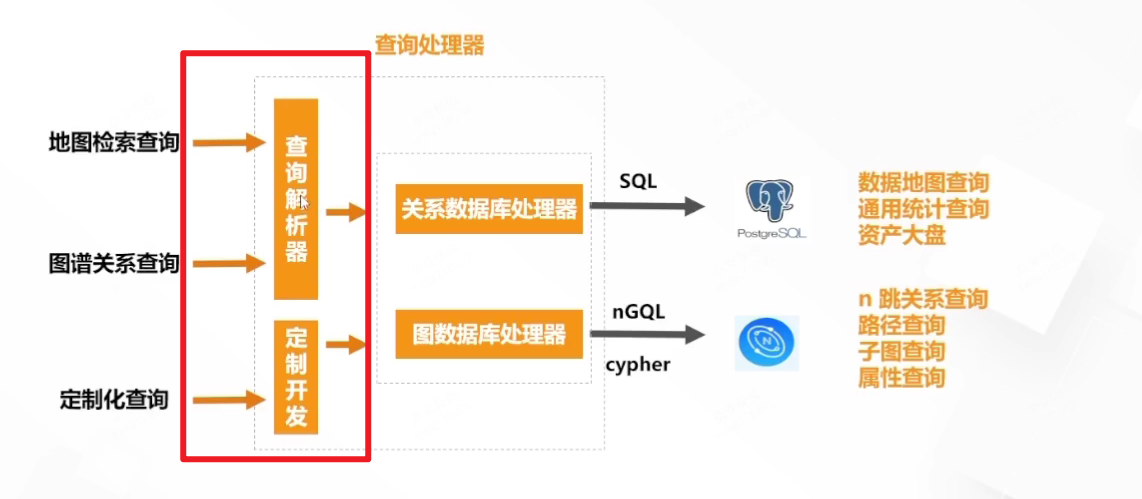 查询处理器
地图检索查询
图谱关系查询
定制化查询
查询解析器
定制开发
关系数据库处理器
图数据库处理器
SQL
nGQL
cypher
PostgreSQL
N
数据地图查询
通用统计查询
资产大盘
n 跳关系查询
路径查询
子图查询
属性查询